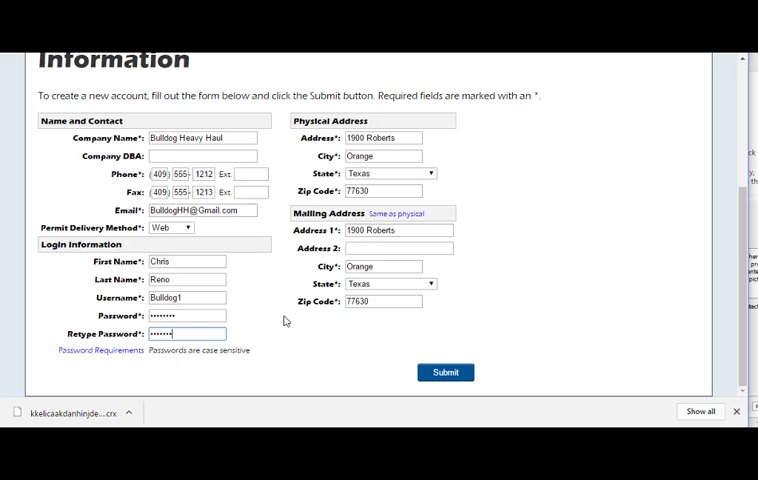 Information
To create a new account, fill out the form below and click the Submit button. Required fields are marked with an *.
Name and Contact
Company Name*: Bulldog Heavy Haul
Company DBA:
Phone*: (409) 555- 1212 Ext.
Fax: (409) 555- 1213 Ext.
Email*: BulldogHH@Gmail.com
Permit Delivery Method*: Web
Login Information
First Name*: Chris
Last Name*: Reno
Username*: Bulldog1
Password*: ••••••••
Retype Password*: •••••••
Password Requirements Passwords are case sensitive
Physical Address
Address*: 1900 Roberts
City*: Orange
State*: Texas
Zip Code*: 77630
Mailing Address Same as physical
Address 1*: 1900 Roberts
Address 2:
City*: Orange
State*: Texas
Zip Code*: 77630
Submit
kkelicaakdanhinjde....crx
Show all